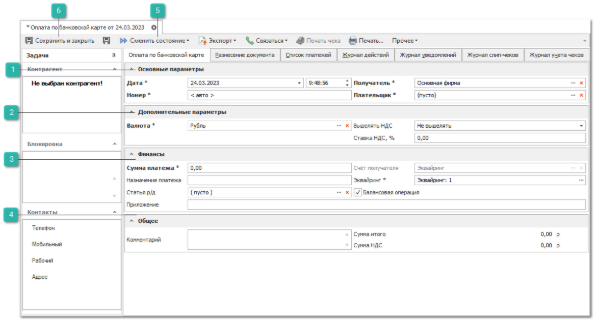 6
5
* Оплата по банковской карте от 24.03.2023
Сохранить и закрыть
Сменить состояние
Экспорт
Связаться
Печать чека
Печать...
Прочее
Задачи
Оплата по банковской карте
Разнесение документа
Список платежей
Журнал действий
Журнал уведомлений
Журнал слип-чеков
Журнал учета чеков
1
Контрагент
Основные параметры
Не выбран контрагент!
Дата *
24.03.2023
9:48:56
Получатель *
Основная фирма
Номер *
< авто >
Плательщик *
(пусто)
2
Дополнительные параметры
Валюта *
Рубль
Выделять НДС
Не выделять
Ставка НДС, %
0,00
Блокировка
3
Финансы
Сумма платежа *
0,00
Счет получателя
Эквайринг
Назначение платежа
Эквайринг *
Эквайринг: 1
Статья р/д
(пусто)
Балансовая операция
Приложение
4
Контакты
Общее
Телефон
Мобильный
Рабочий
Адрес
Комментарий
Сумма итого
0,00 р
Сумма НДС
0,00 р